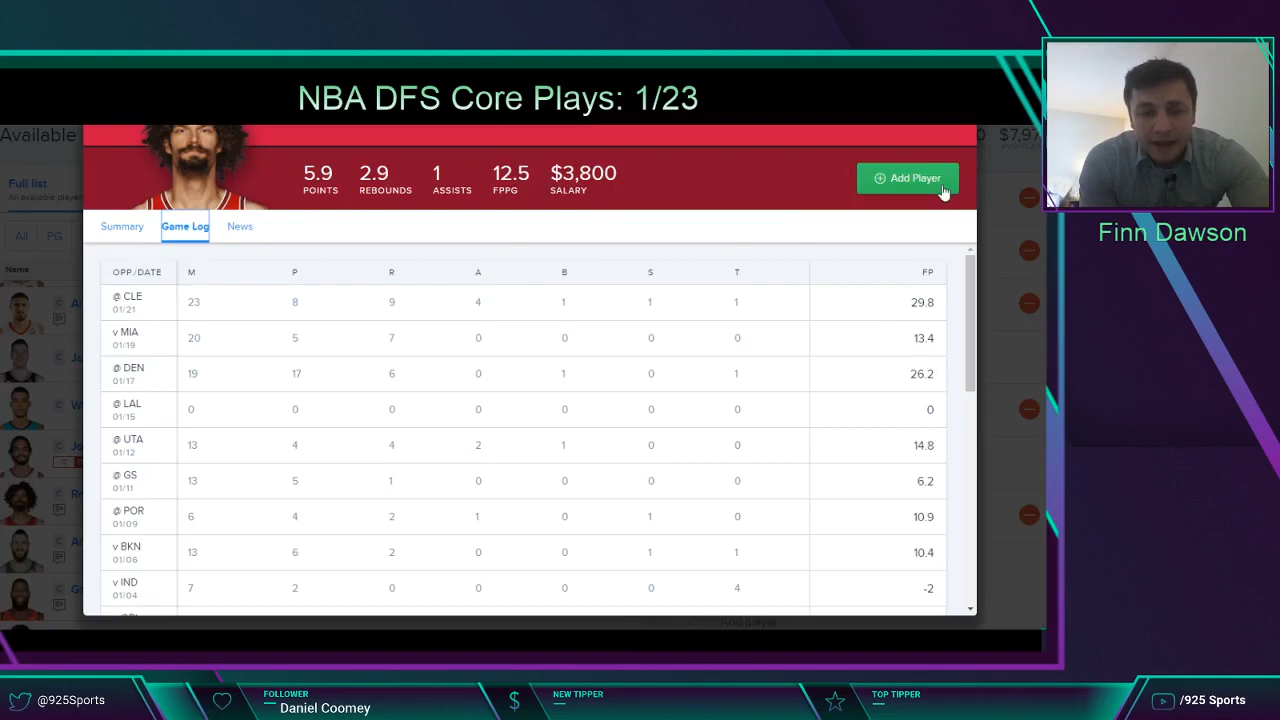 NBA DFS Core Plays: 1/23
Available
$7,97
Full list
All available player
All PG
Name
5.9 2.9 1 12.5 $3,800
POINTS REBOUNDS ASSISTS FPPG SALARY
Add Player
Summary Game Log News
OPP./DATE M P R A B S T FP
@ CLE 23 8 9 4 1 1 1 29.8
01/21
v MIA 20 5 7 0 0 0 0 13.4
01/19
@ DEN 19 17 6 0 1 0 1 26.2
01/17
@ LAL 0 0 0 0 0 0 0 0
01/15
@ UTA 13 4 4 2 1 0 0 14.8
01/12
@ GS 13 5 1 0 0 0 0 6.2
01/11
@ POR 6 4 2 1 0 1 0 10.9
01/09
v BKN 13 6 2 0 0 1 1 10.4
01/06
v IND 7 2 0 0 0 0 4 -2
01/04
Add player
Finn Dawson
@925Sports
FOLLOWER
Daniel Coomey
NEW TIPPER
TOP TIPPER
/925 Sports